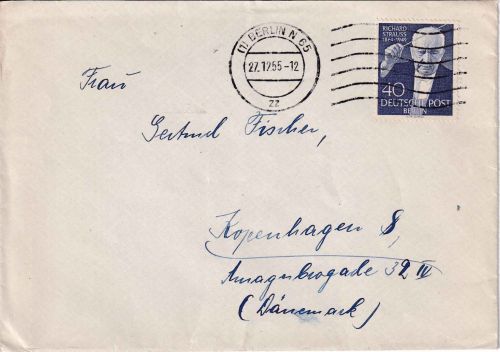 (1) BERLIN N 65
27.12.55-12
zz
RICHARD
STRAUSS
1864-1949
40
DEUTSCHE POST
BERLIN
Frau
Gertrud Fischer,
Kopenhagen S,
Amagerbrogade 32 IV
(Dänemark)